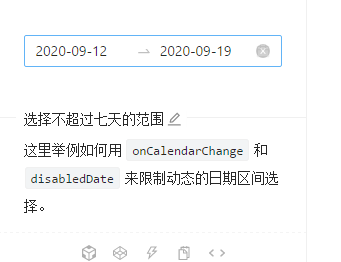 2020-09-12 → 2020-09-19
选择不超过七天的范围
这里举例如何用 onCalendarChange 和
disabledDate 来限制动态的日期区间选
择。